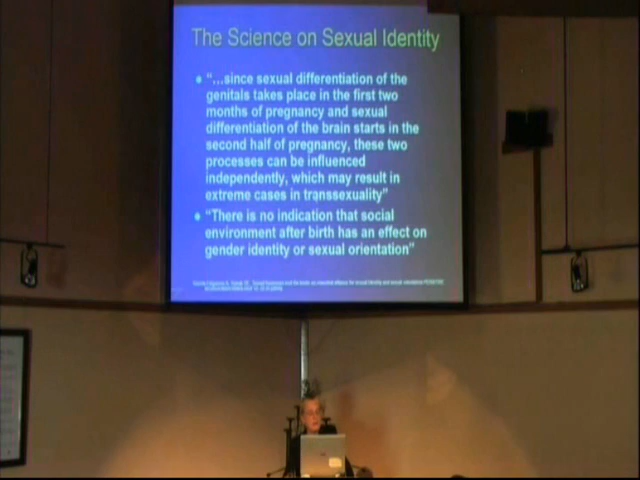 The Science on Sexual Identity
• “…since sexual differentiation of the
genitals takes place in the first two
months of pregnancy and sexual
differentiation of the brain starts in the
second half of pregnancy, these two
processes can be influenced
independently, which may result in
extreme cases in transsexuality”
• “There is no indication that social
environment after birth has an effect on
gender identity or sexual orientation”